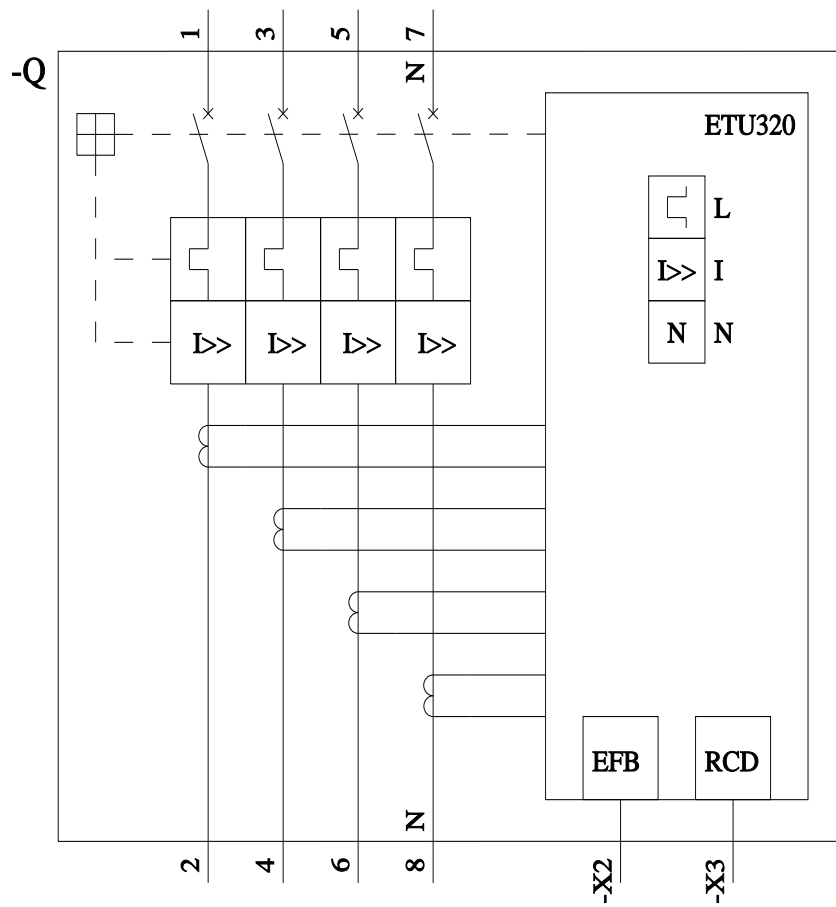 1 3 5 7
-Q
N
ETU320
L
I>> I
N N
I>> I>> I>> I>>
EFB RCD
N
2 4 6 8
-X2 -X3